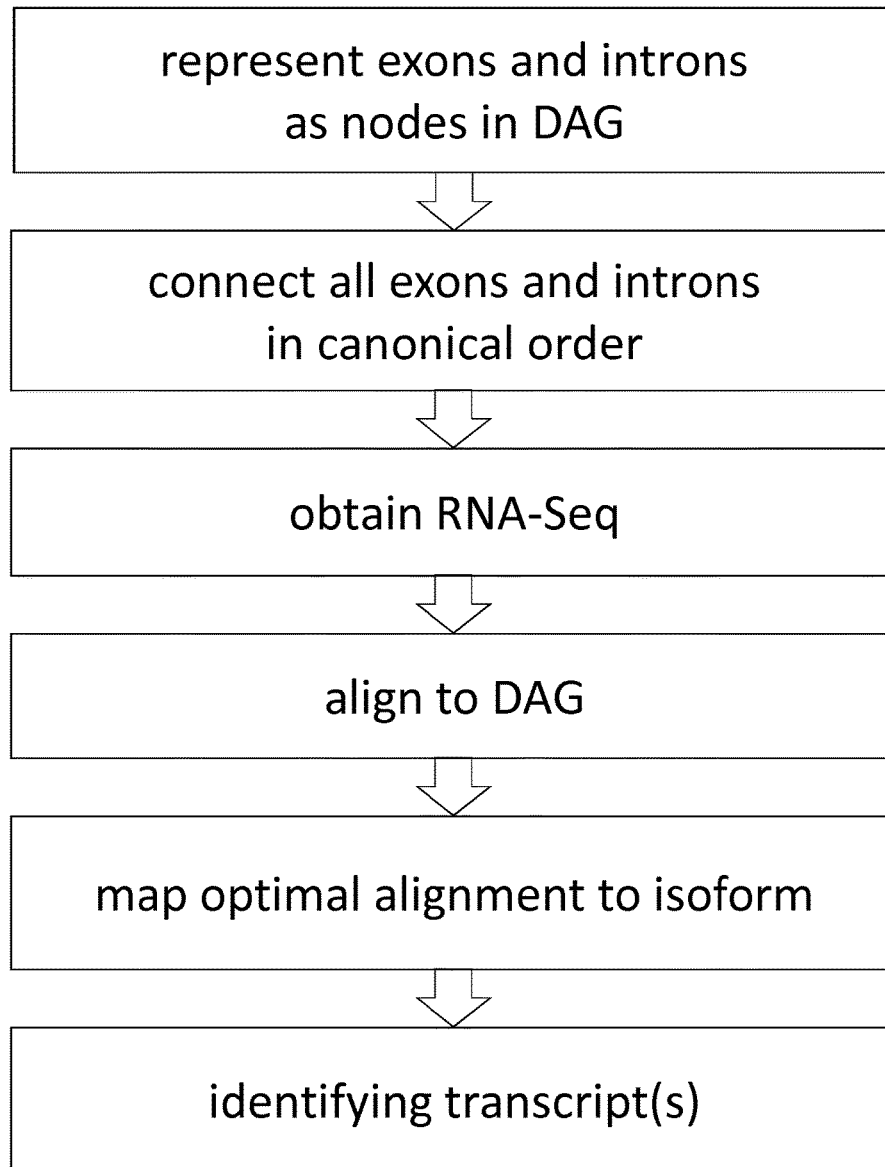 represent exons and introns
as nodes in DAG
connect all exons and introns
in canonical order
obtain RNA-Seq
align to DAG
map optimal alignment to isoform
identifying transcript(s)